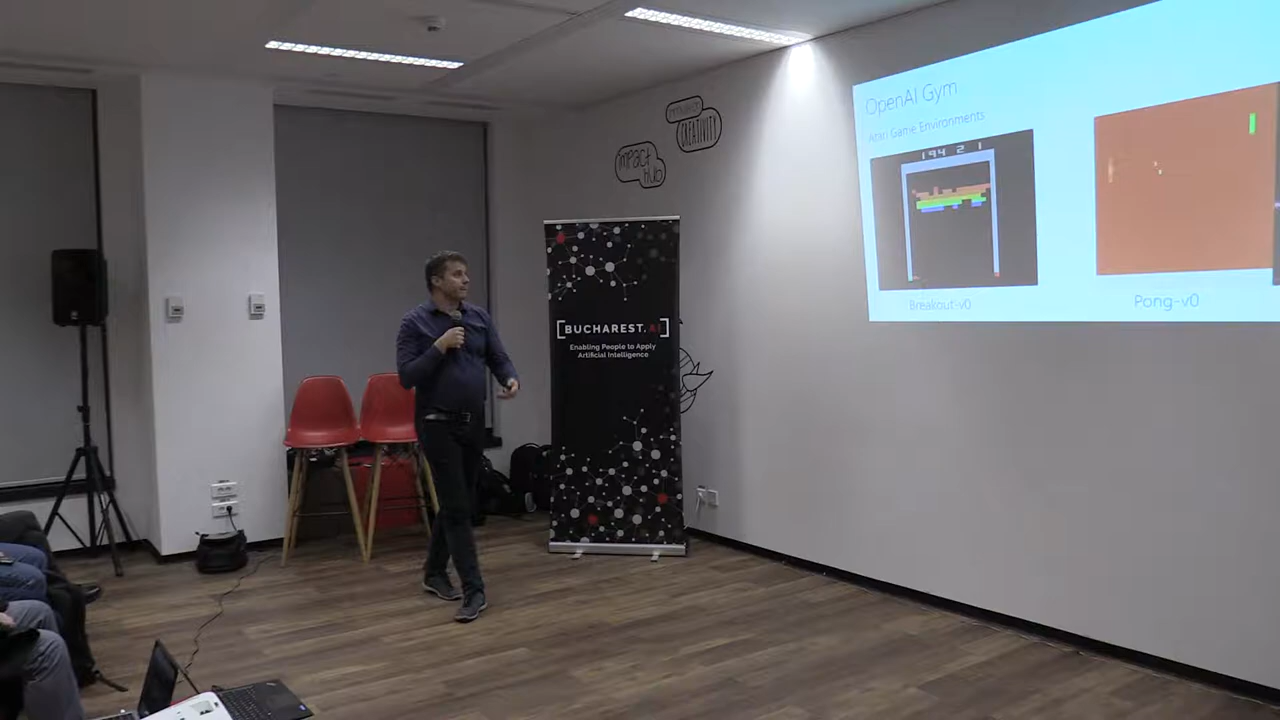 IMPACT
HUB
CREATIVITY
[BUCHAREST.AI]
Enabling People to Apply
Artificial Intelligence
OpenAI Gym
Atari Game Environments
194 2 1
Breakout-v0
Pong-v0